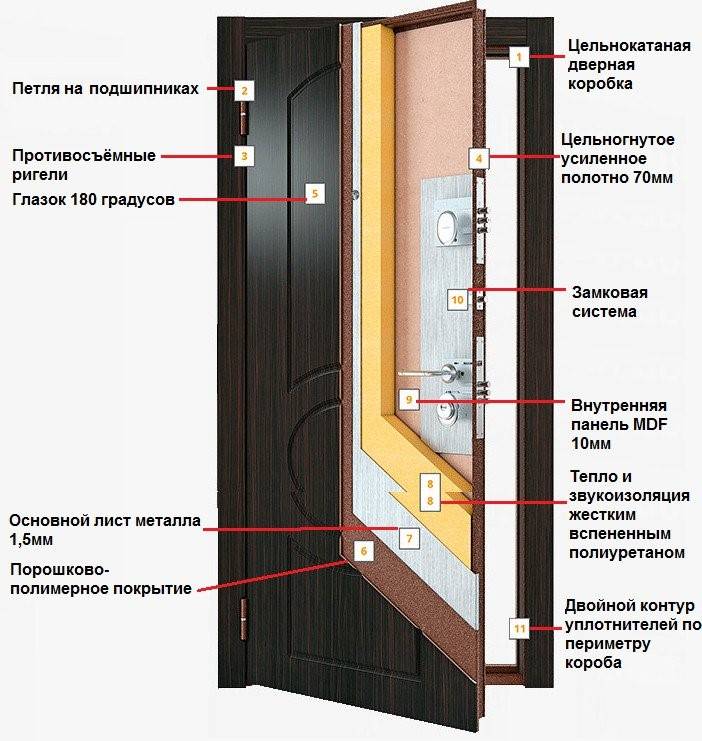 Петля на подшипниках
2
Противосъёмные
ригели
3
Глазок 180 градусов
5
Основной лист металла
1,5мм
7
Порошково-
полимерное покрытие
6
1
Цельнокатаная
дверная
коробка
4
Цельногнутое
усиленное
полотно 70мм
10
Замковая
система
9
Внутренняя
панель MDF
10мм
8
8
Тепло и
звукоизоляция
жестким
вспененным
полиуретаном
11
Двойной контур
уплотнителей по
периметру
короба